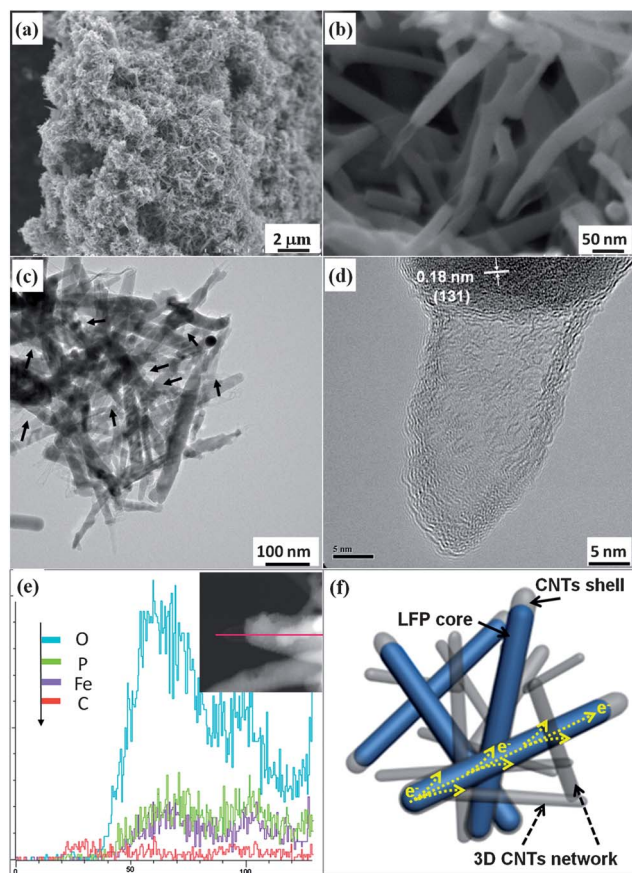 (a)
2 μm
(b)
50 nm
(c)
100 nm
(d)
0.18 nm
(131)
5 nm
5 nm
(e)
O
P
Fe
C
0
50
100
(f)
CNTs shell
LFP core
e-
e-
e-
e-
3D CNTs network